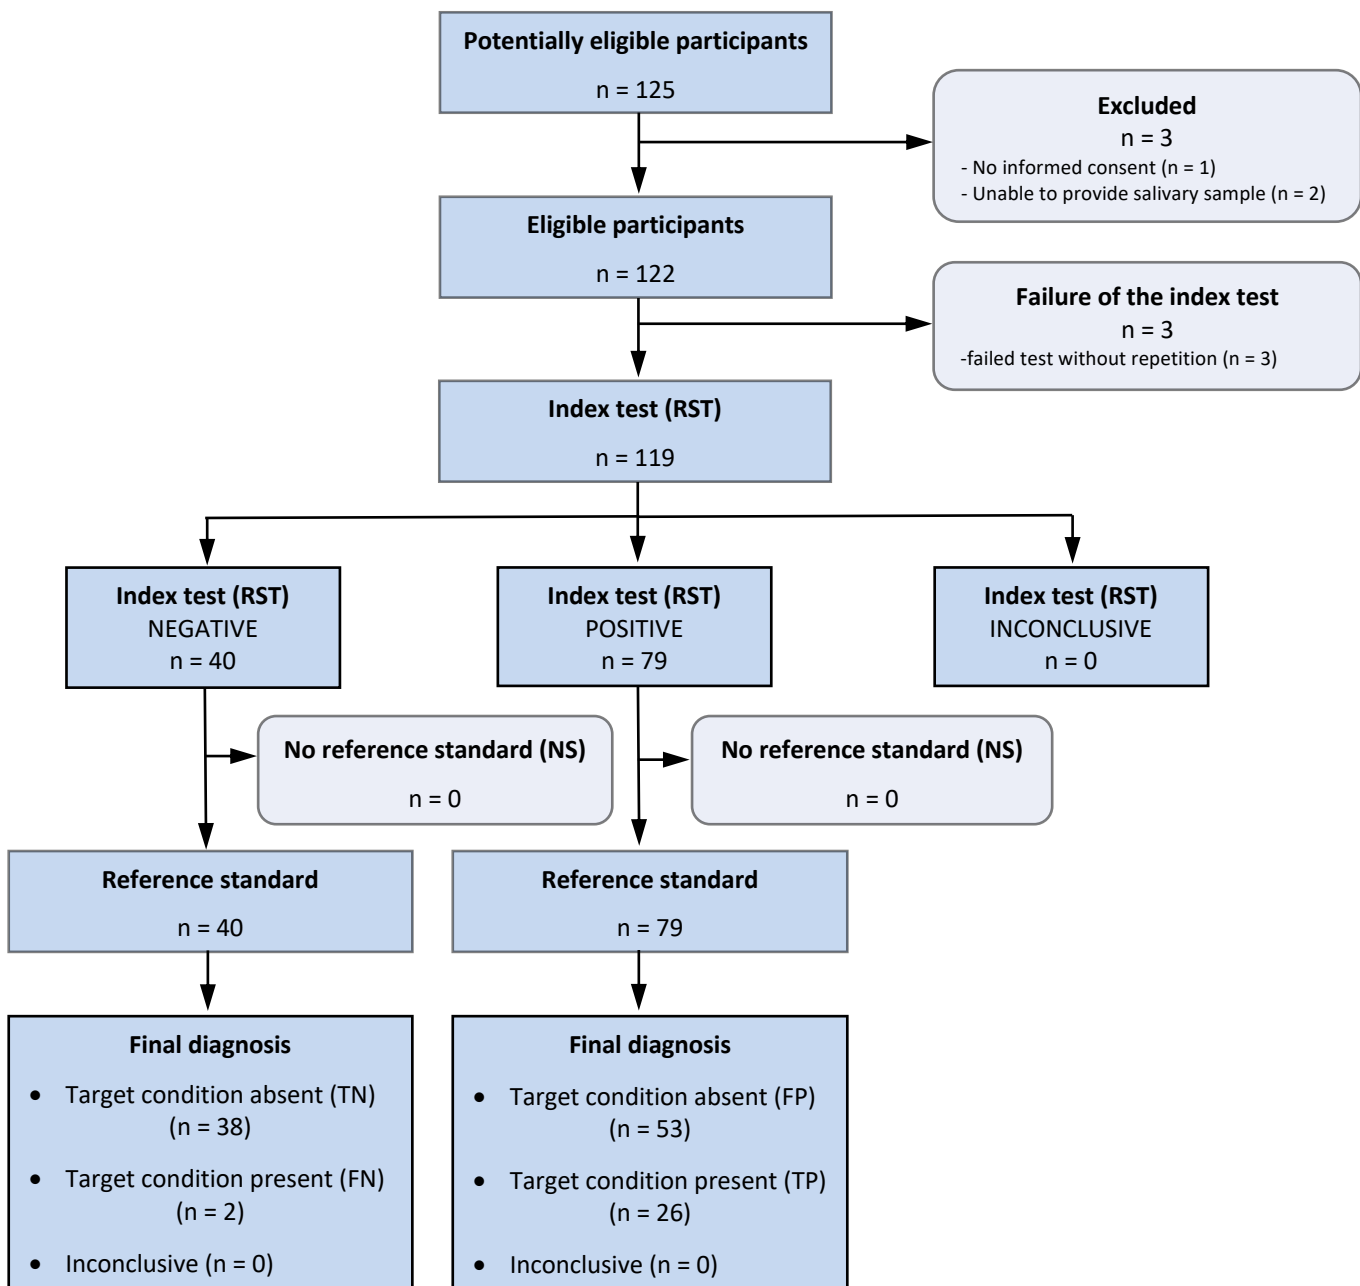 Potentially eligible participants
n = 125
Excluded
n = 3
- No informed consent (n = 1)
- Unable to provide salivary sample (n = 2)
Eligible participants
n = 122
Failure of the index test
n = 3
-failed test without repetition (n = 3)
Index test (RST)
n = 119
Index test (RST)
NEGATIVE
n = 40
Index test (RST)
POSITIVE
n = 79
Index test (RST)
INCONCLUSIVE
n = 0
No reference standard (NS)
n = 0
No reference standard (NS)
n = 0
Reference standard
n = 40
Reference standard
n = 79
Final diagnosis
• Target condition absent (TN)
(n = 38)
• Target condition present (FN)
(n = 2)
• Inconclusive (n = 0)
Final diagnosis
• Target condition absent (FP)
(n = 53)
• Target condition present (TP)
(n = 26)
• Inconclusive (n = 0)